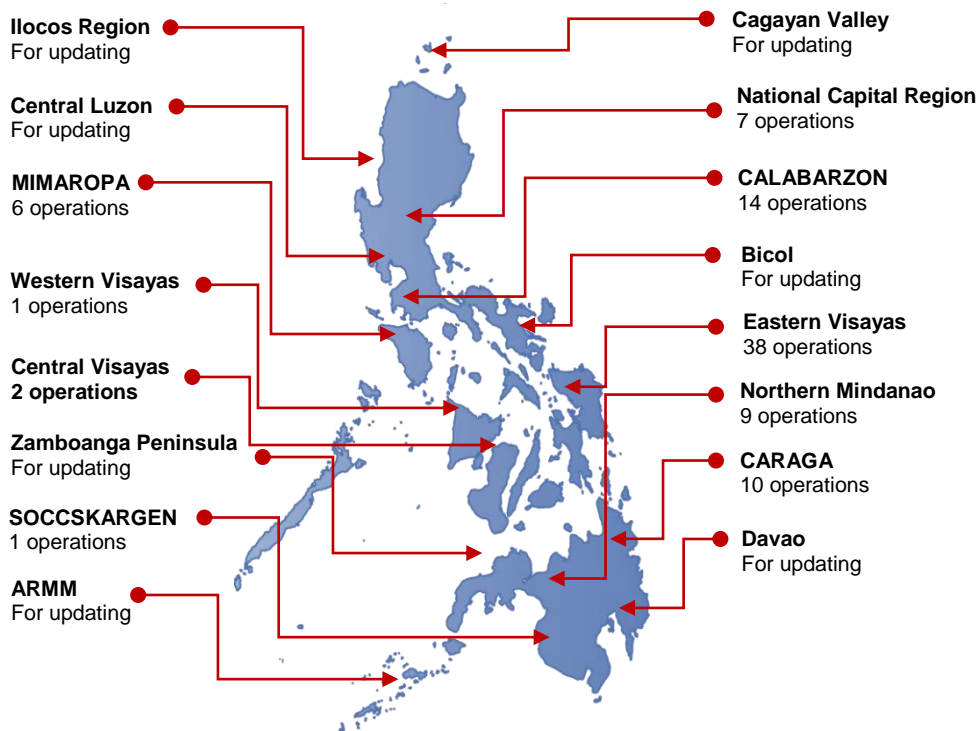 Ilocos Region
For updating
Central Luzon
For updating
MIMAROPA
6 operations
Western Visayas
1 operations
Central Visayas
2 operations
Zamboanga Peninsula
For updating
SOCCSKARGEN
1 operations
ARMM
For updating
Cagayan Valley
For updating
National Capital Region
7 operations
CALABARZON
14 operations
Bicol
For updating
Eastern Visayas
38 operations
Northern Mindanao
9 operations
CARAGA
10 operations
Davao
For updating